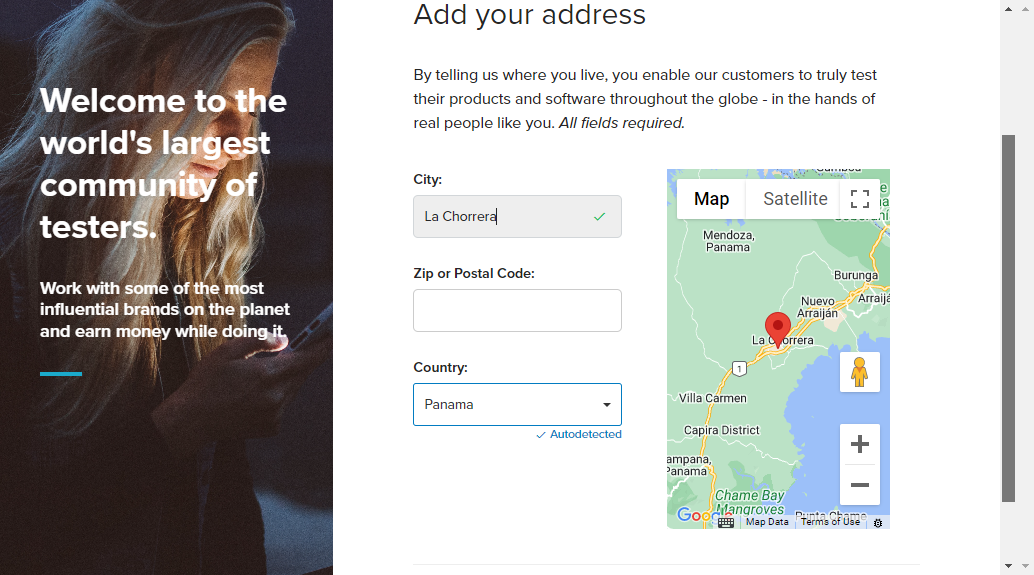 Welcome to the
world's largest
community of
testers.
Work with some of the most
influential brands on the planet
and earn money while doing it.
Add your address
By telling us where you live, you enable our customers to truly test
their products and software throughout the globe - in the hands of
real people like you. All fields required.
City:
La Chorrera
Zip or Postal Code:
Country:
Panama
Autodetected
Map
Satellite
Mendoza,
Panama
Burunga
Nuevo
Arraiján
La Chorrera
1
Villa Carmen
Capira District
Panama
Chame Bay
Mangroves
Punta Chame
Google
Map Data
Terms of Use